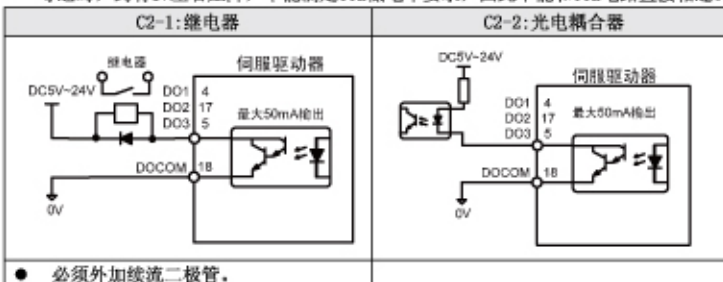 C2-1:继电器
C2-2:光电耦合器
继电器
DC5V~24V
伺服驱动器
DO1 4
DO2 17
DO3 5
最大50mA输出
DOCOM 18
0V
DC5V~24V
伺服驱动器
DO1 4
DO2 17
DO3 5
最大50mA输出
DOCOM 18
0V
● 必须外加续流二极管。